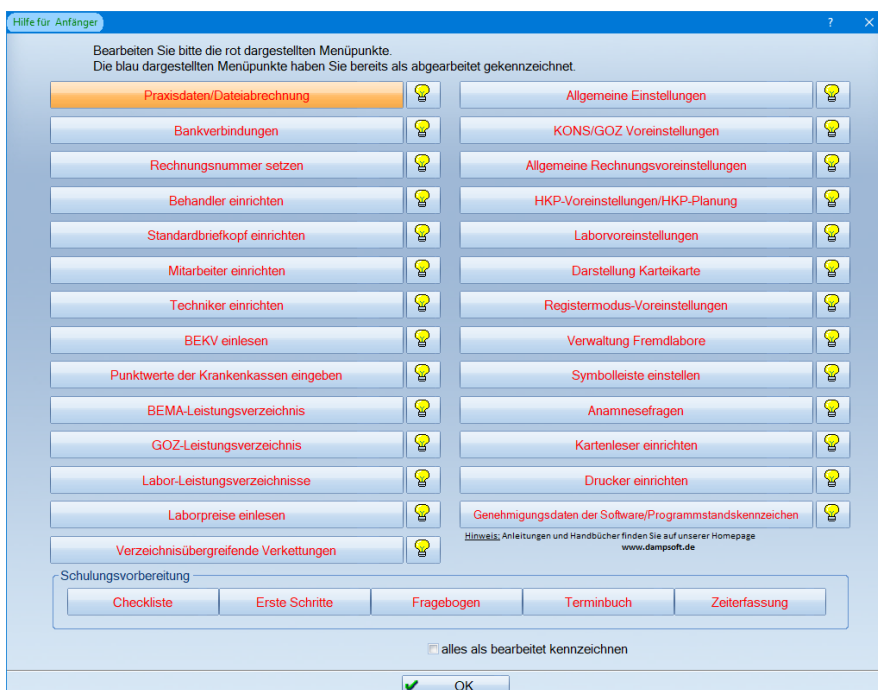 Hilfe für Anfänger
Bearbeiten Sie bitte die rot dargestellten Menüpunkte.
Die blau dargestellten Menüpunkte haben Sie bereits als abgearbeitet gekennzeichnet.
Praxisdaten/Dateiabrechnung
Bankverbindungen
Rechnungsnummer setzen
Behandler einrichten
Standardbriefkopf einrichten
Mitarbeiter einrichten
Techniker einrichten
BEKV einlesen
Punktwerte der Krankenkassen eingeben
BEMA-Leistungsverzeichnis
GOZ-Leistungsverzeichnis
Labor-Leistungsverzeichnisse
Laborpreise einlesen
Verzeichnisübergreifende Verkettungen
Allgemeine Einstellungen
KONS/GOZ Voreinstellungen
Allgemeine Rechnungsvoreinstellungen
HKP-Voreinstellungen/HKP-Planung
Laborvoreinstellungen
Darstellung Karteikarte
Registermodus-Voreinstellungen
Verwaltung Fremdlabore
Symbolleiste einstellen
Anamnesefragen
Kartenleser einrichten
Drucker einrichten
Genehmigungsdaten der Software/Programmstandskennzeichen
Hinweis: Anleitungen und Handbücher finden Sie auf unserer Homepage
www.dampsoft.de
Schulungsvorbereitung
Checkliste
Erste Schritte
Fragebogen
Terminbuch
Zeiterfassung
alles als bearbeitet kennzeichnen
OK